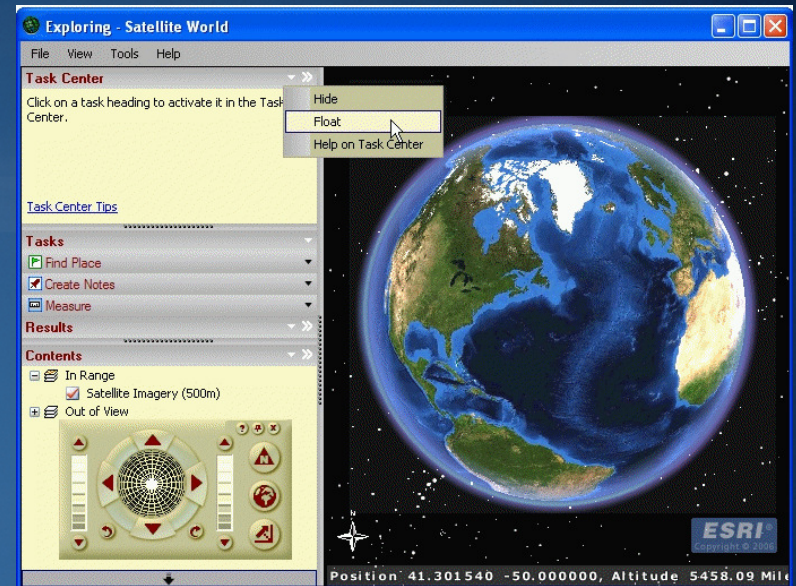 Exploring - Satellite World
File View Tools Help
Task Center
Click on a task heading to activate it in the Task
Center.
Hide
Float
Help on Task Center
Task Center Tips
Tasks
Find Place
Create Notes
Measure
Results
Contents
In Range
Satellite Imagery (500m)
Out of View
?
N
N
ESRI®
Copyright © 2006
Position 41.301540 -50.000000, Altitude 5458.09 Mile